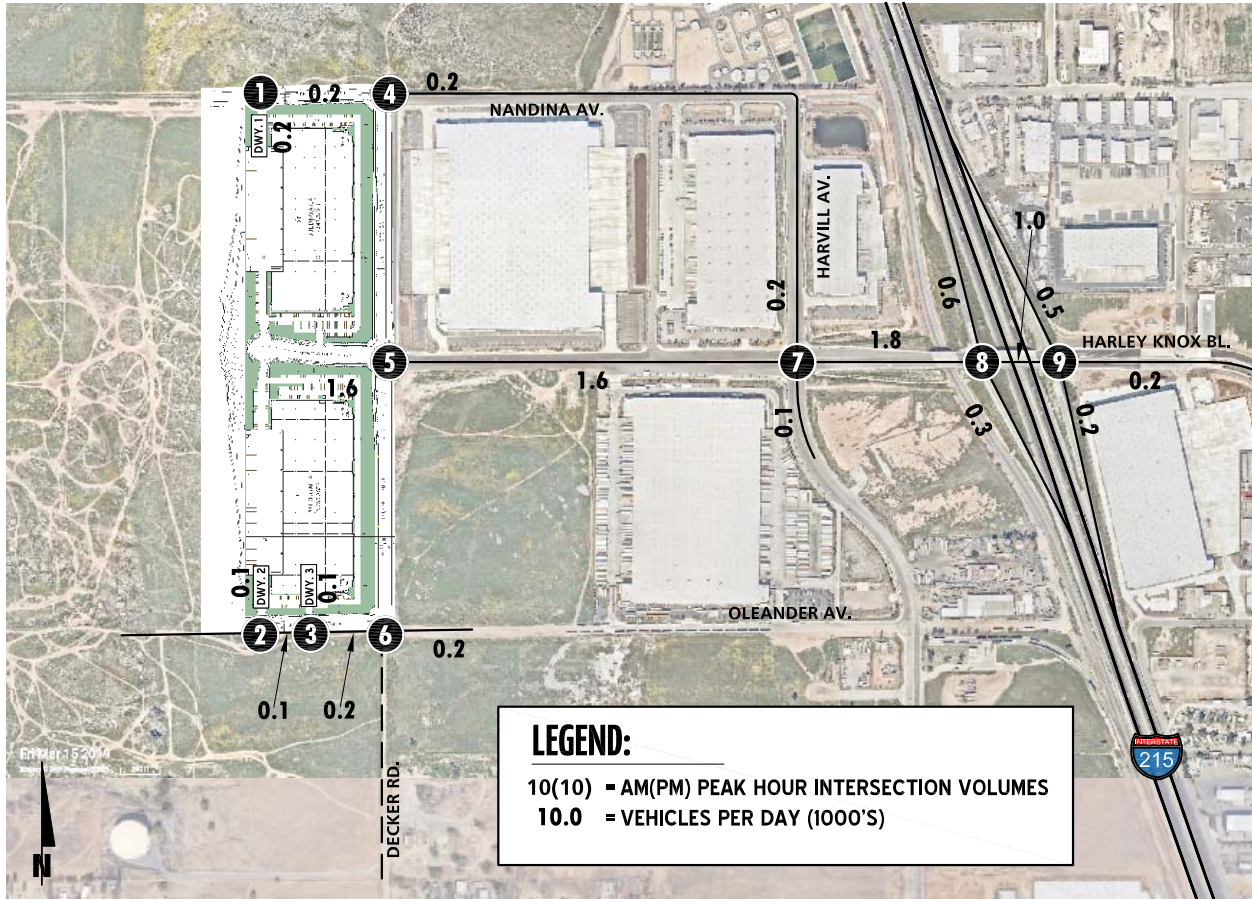 1
0.2
4
0.2
NANDINA AV.
DWY. 1
0.2
HARVILL AV.
1.0
0.2
0.6
0.5
1.8
HARLEY KNOX BL.
5
7
8
9
1.6
1.6
0.2
0.1
0.3
0.2
0.1
DWY. 2
DWY. 3
0.1
OLEANDER AV.
2
3
6
0.2
0.1
0.2
DECKER RD.
LEGEND:
10(10) = AM(PM) PEAK HOUR INTERSECTION VOLUMES
10.0 = VEHICLES PER DAY (1000'S)
INTERSTATE
215
N